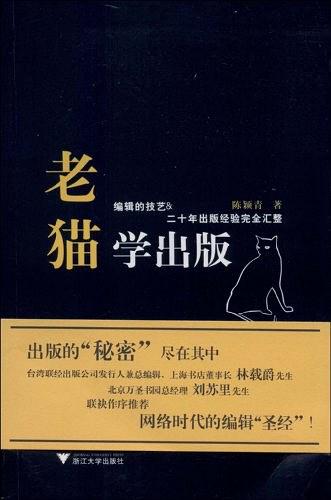 老猫
学出版
编辑的技艺&
二十年出版经验完全汇整
陈颖青 著
出版的“秘密”尽在其中
台湾联经出版公司发行人兼总编辑、上海书店董事长 林载爵先生
北京万圣书园总经理 刘苏里先生
联袂作序推荐
网络时代的编辑“圣经”！
浙江大学出版社